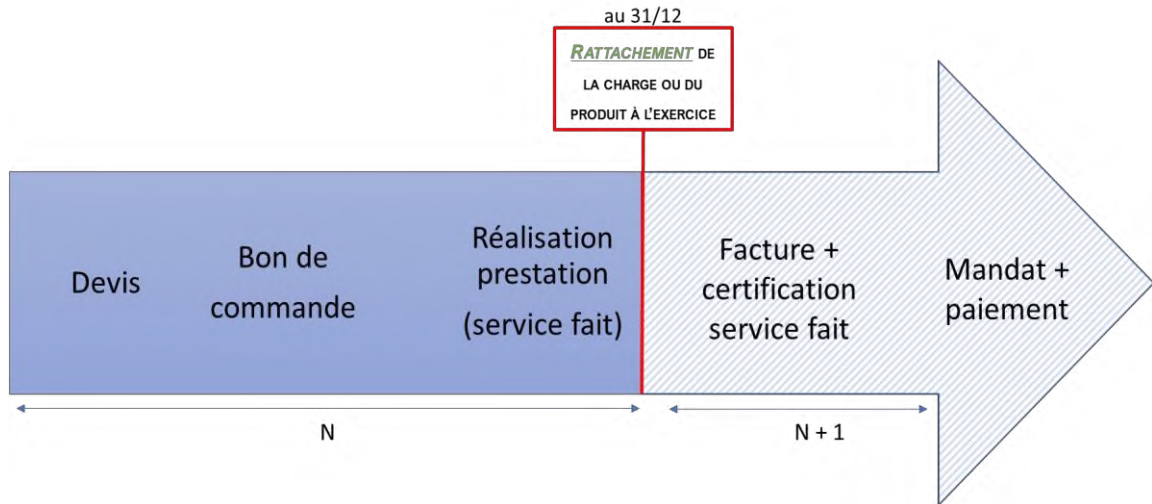 au 31/12
RATTACHEMENT DE
LA CHARGE OU DU
PRODUIT À L'EXERCICE
Devis
Bon de
commande
Réalisation
prestation
(service fait)
Facture +
certification
service fait
Mandat +
paiement
N
N + 1